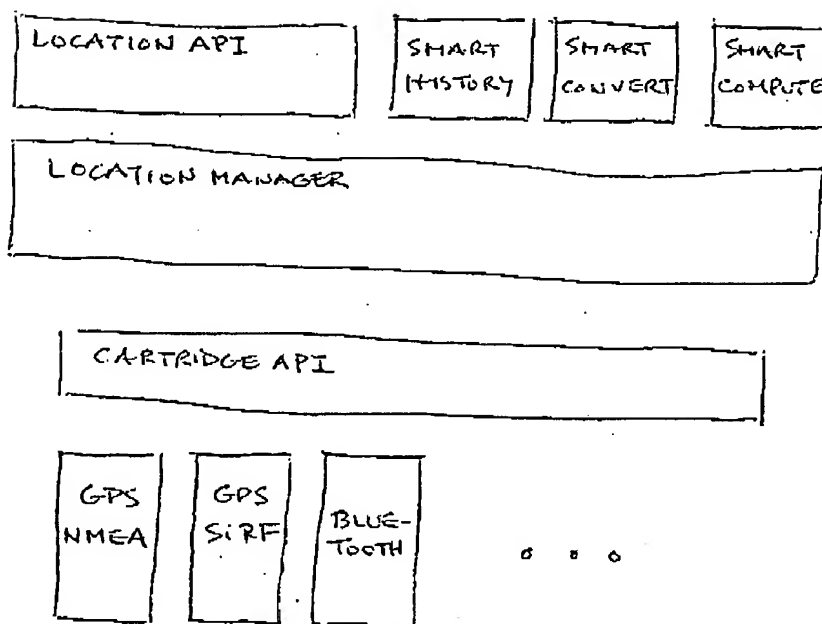 LOCATION API
SMART
HISTORY
SMART
CONVERT
SMART
COMPUTE
LOCATION MANAGER
CARTRIDGE API
GPS
NMEA
GPS
SiRF
BLUE-
TOOTH